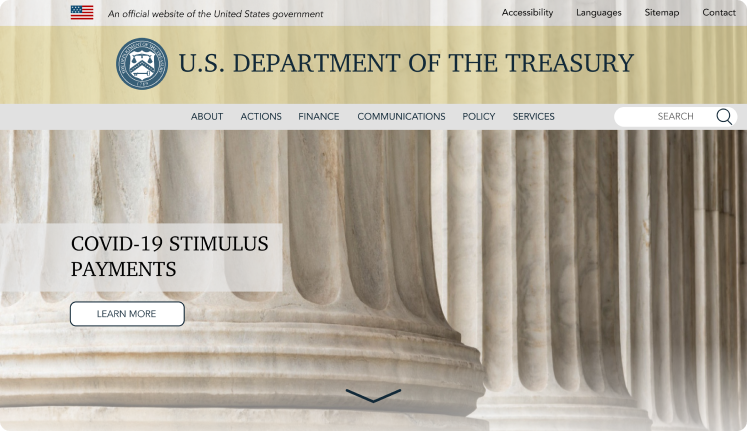 An official website of the United States government
Accessibility
Languages
Sitemap
Contact
U.S. DEPARTMENT OF THE TREASURY
ABOUT
ACTIONS
FINANCE
COMMUNICATIONS
POLICY
SERVICES
SEARCH
COVID-19 STIMULUS
PAYMENTS
LEARN MORE